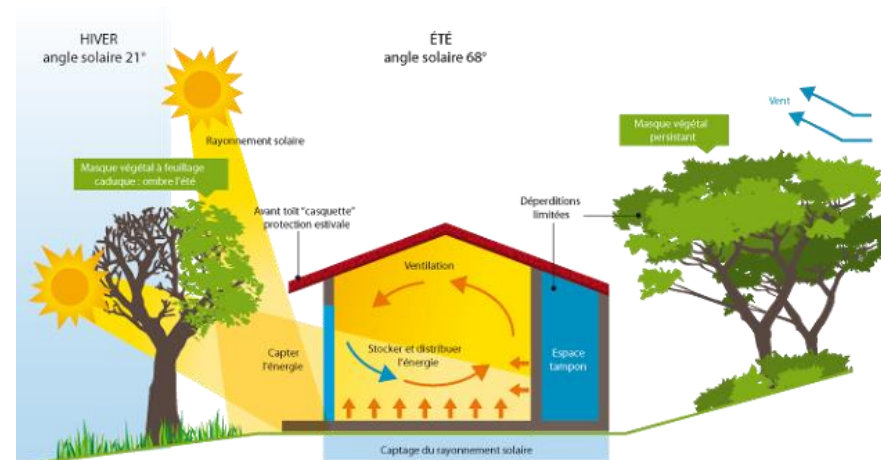 HIVER
angle solaire 21°
ÉTÉ
angle solaire 68°
Rayonnement solaire
Masque végétal à feuillage
caduque : ombre l'été
Avant toît "casquette"
protection estivale
Ventilation
Déperditions
limitées
Masque végétal
persistant
Vent
Capter
l'énergie
Stocker et distribuer
l'énergie
Espace
tampon
Captage du rayonnement solaire